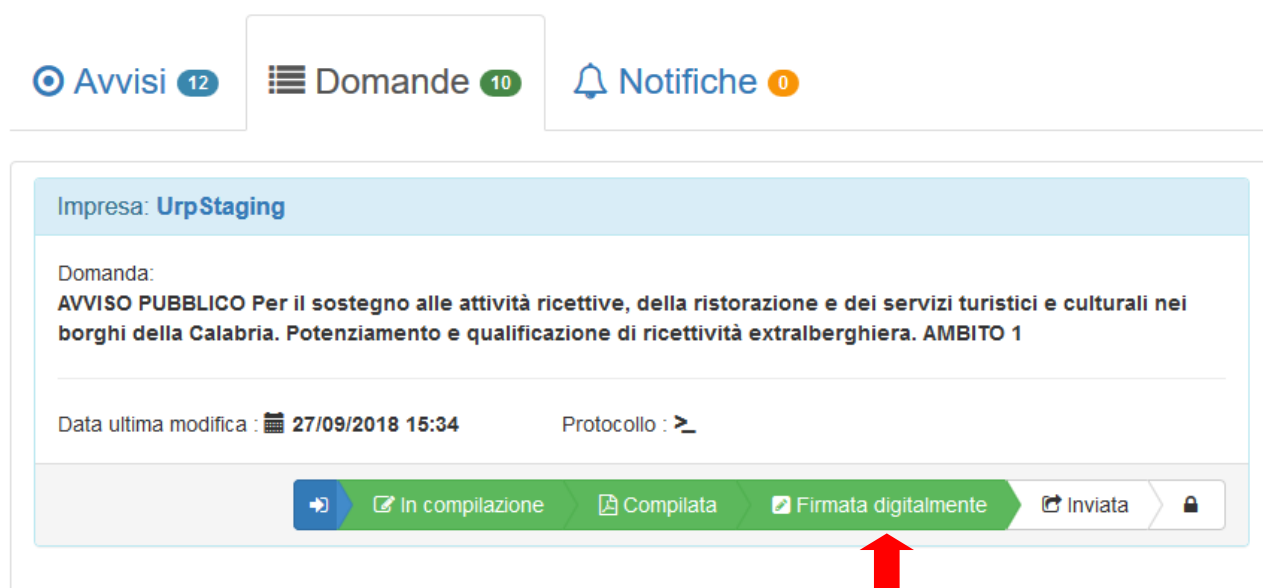 Avvisi 12 Domande 10 Notifiche 0
Impresa: UrpStaging
Domanda:
AVVISO PUBBLICO Per il sostegno alle attività ricettive, della ristorazione e dei servizi turistici e culturali nei
borghi della Calabria. Potenziamento e qualificazione di ricettività extralberghiera. AMBITO 1
Data ultima modifica : 27/09/2018 15:34 Protocollo : >_
In compilazione Compilata Firmata digitalmente Inviata